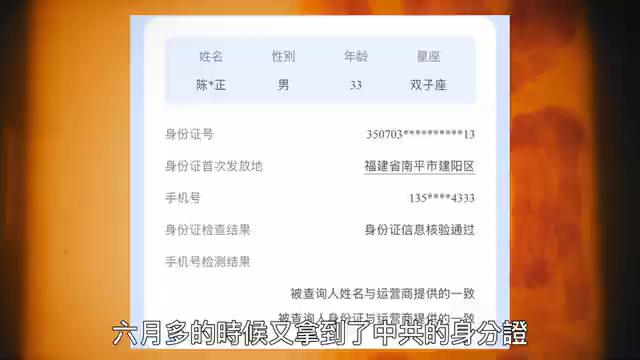 姓名 性别 年龄 星座
陈*正 男 33 双子座
身份证号 350703**********13
身份证首次发放地 福建省南平市建阳区
手机号 135****4333
身份证检查结果 身份证信息核验通过
手机号检测结果
被查询人姓名与运营商提供的一致
被查询人身份证与运营商提供的一致
六月多的時候又拿到了中共的身分證